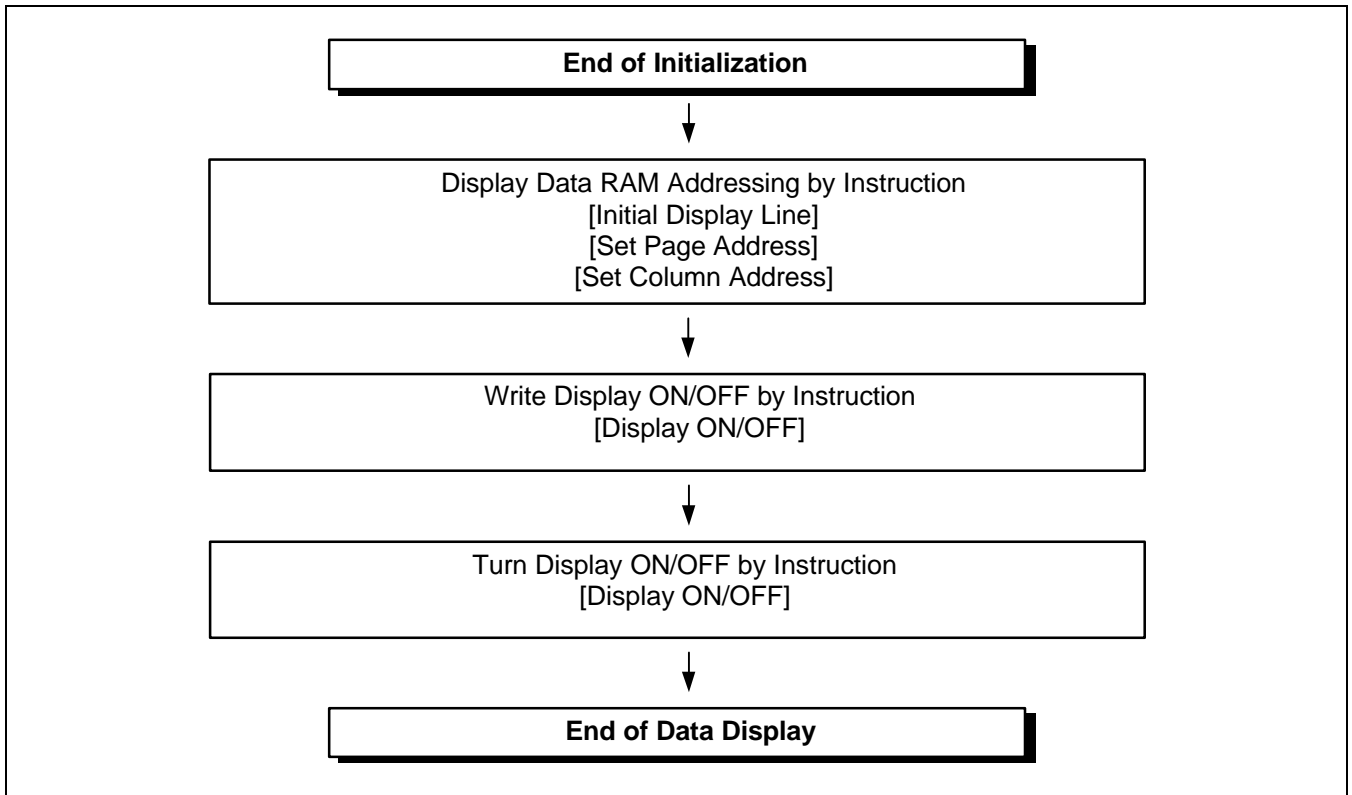 End of Initialization
Display Data RAM Addressing by Instruction
[Initial Display Line]
[Set Page Address]
[Set Column Address]
Write Display ON/OFF by Instruction
[Display ON/OFF]
Turn Display ON/OFF by Instruction
[Display ON/OFF]
End of Data Display